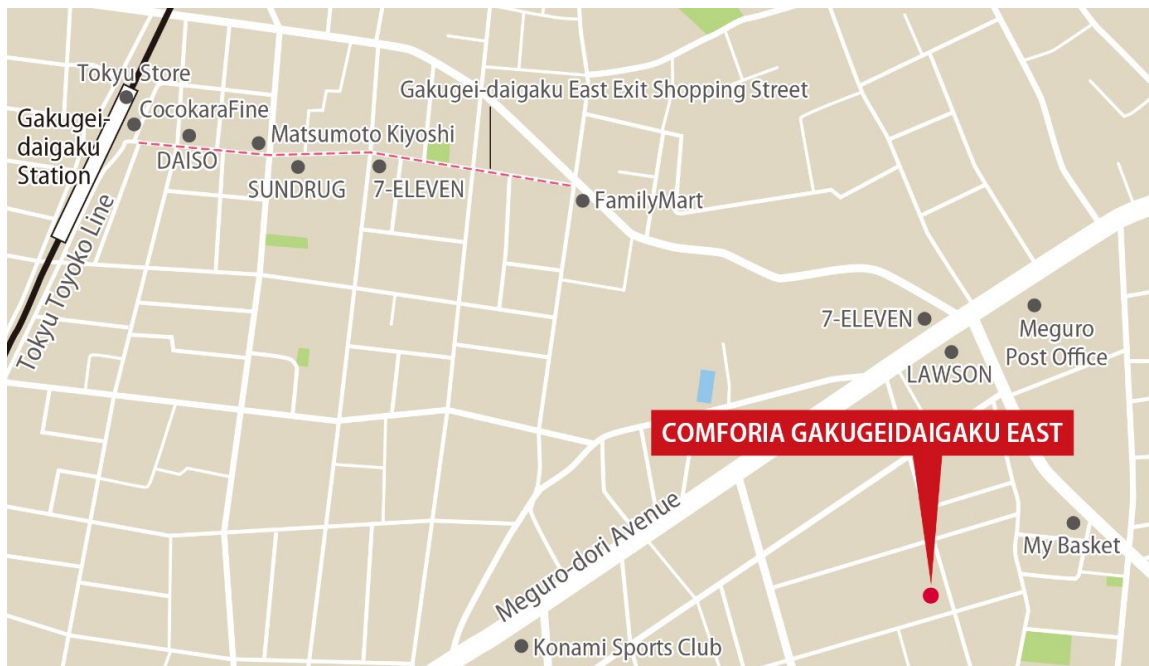 Tokyu Store
CocokaraFine
Gakugei-
daigaku
Station
DAISO
Matsumoto Kiyoshi
SUNDRUG
7-ELEVEN
Gakugei-daigaku East Exit Shopping Street
FamilyMart
Tokyu Toyoko Line
7-ELEVEN
Meguro
Post Office
LAWSON
COMFORIA GAKUGEIDAIGAKU EAST
Meguro-dori Avenue
My Basket
Konami Sports Club